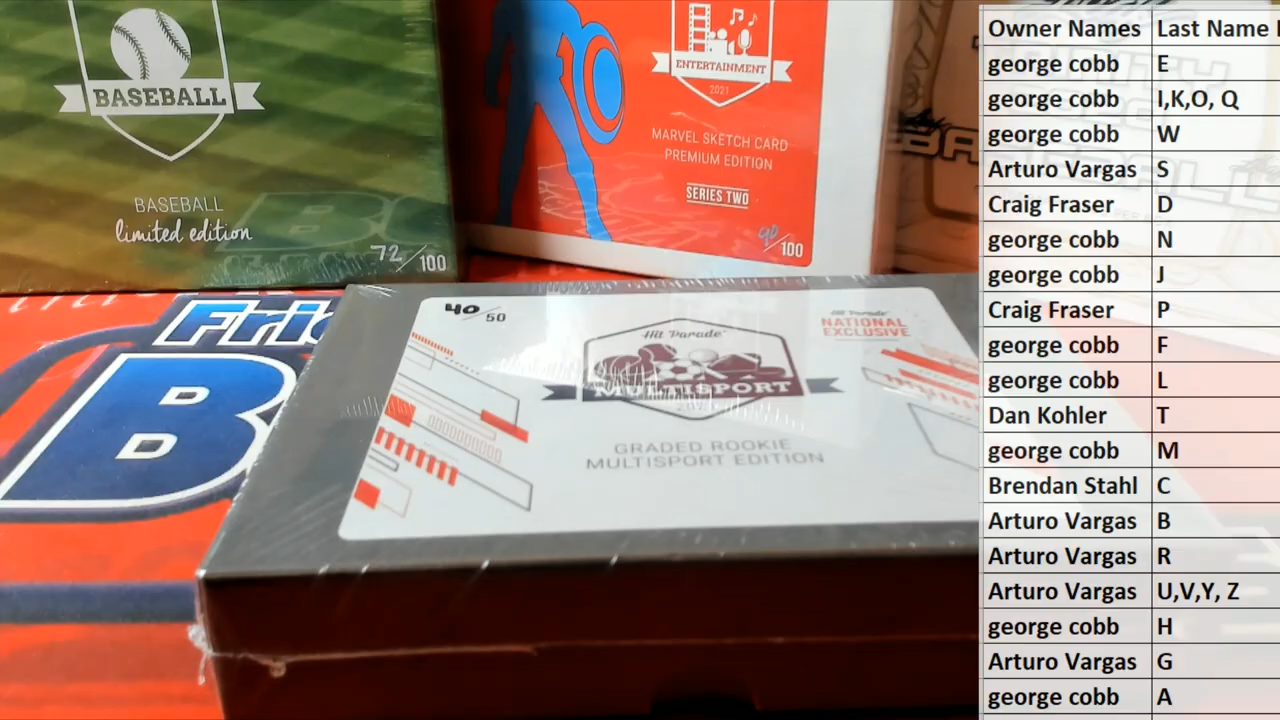 BASEBALL
BASEBALL
limited edition
72/100
ENTERTAINMENT
2021
MARVEL SKETCH CARD
PREMIUM EDITION
SERIES TWO
40/100
40/50
Hit Parade
MULTISPORT
GRADED ROOKIE
MULTISPORT EDITION
Hit Parade
NATIONAL
EXCLUSIVE
B
Owner Names Last Name
george cobb E
george cobb I,K,O, Q
george cobb W
Arturo Vargas S
Craig Fraser D
george cobb N
george cobb J
Craig Fraser P
george cobb F
george cobb L
Dan Kohler T
george cobb M
Brendan Stahl C
Arturo Vargas B
Arturo Vargas R
Arturo Vargas U,V,Y, Z
george cobb H
Arturo Vargas G
george cobb A